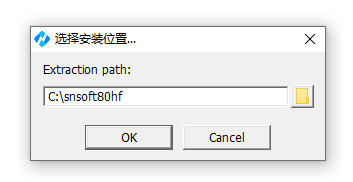 选择安装位置...
Extraction path:
C:\snsoft80hf
OK
Cancel